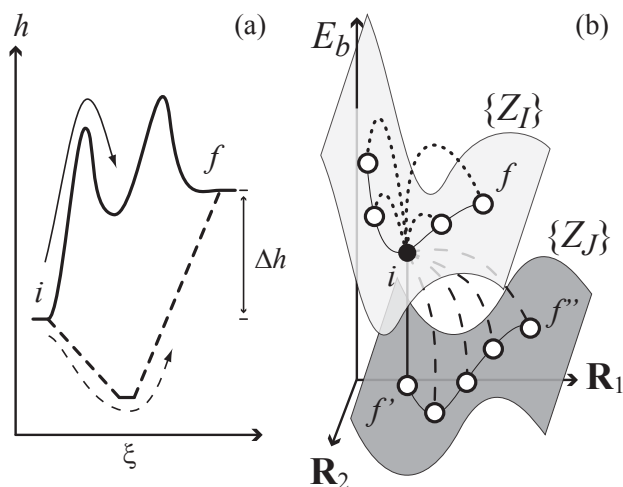 h
(a)
f
i
Δh
ξ
(b)
E_b
{Z_I}
f
{Z_J}
i
f''
f'
R_1
R_2